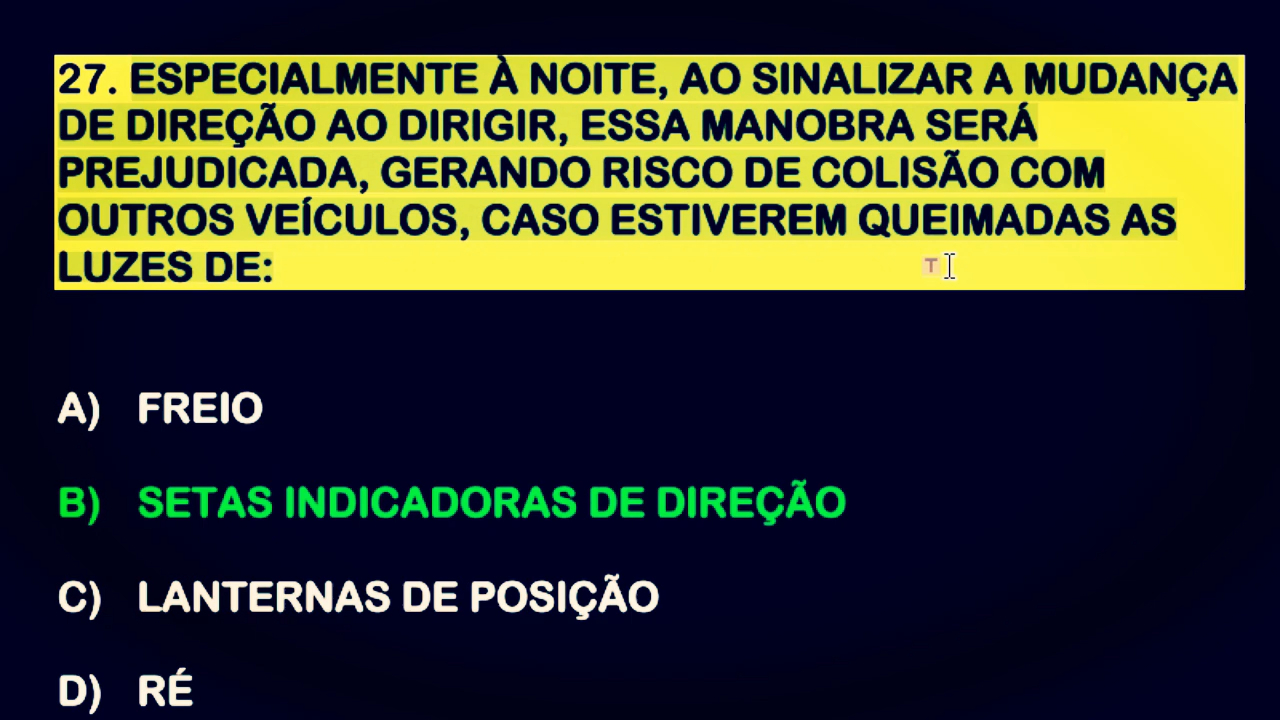 27. ESPECIALMENTE À NOITE, AO SINALIZAR A MUDANÇA
DE DIREÇÃO AO DIRIGIR, ESSA MANOBRA SERÁ
PREJUDICADA, GERANDO RISCO DE COLISÃO COM
OUTROS VEÍCULOS, CASO ESTIVEREM QUEIMADAS AS
LUZES DE:
T
A) FREIO
B) SETAS INDICADORAS DE DIREÇÃO
C) LANTERNAS DE POSIÇÃO
D) RÉ